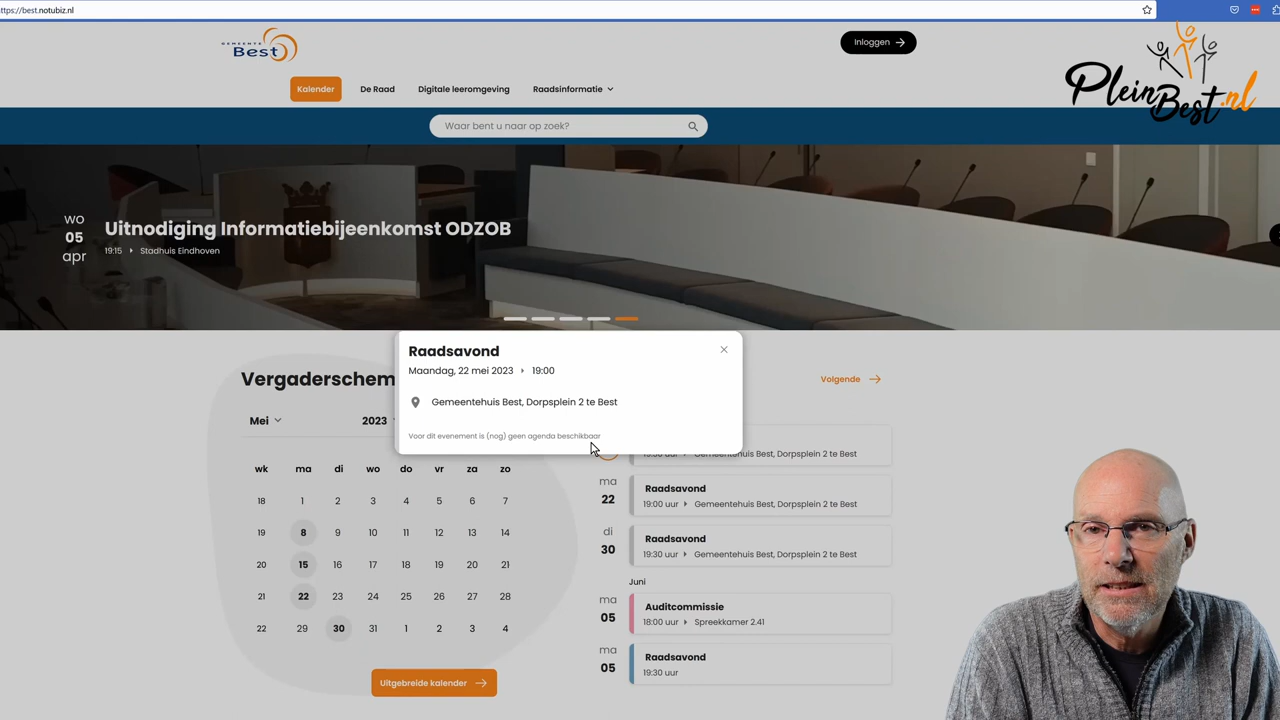 ttps://best.notubiz.nl
GEMEENTE
Best
Inloggen
Kalender
De Raad
Digitale leeromgeving
Raadsinformatie
PleinBest.nl
Waar bent u naar op zoek?
wo
05
apr
Uitnodiging Informatiebijeenkomst ODZOB
19:15 Stadhuis Eindhoven
Raadsavond
Maandag, 22 mei 2023 19:00
Gemeentehuis Best, Dorpsplein 2 te Best
Voor dit evenement is (nog) geen agenda beschikbaar
Vergaderschem
Volgende
Mei 2023
wk ma di wo do vr za zo
18 1 2 3 4 5 6 7
19 8 9 10 11 12 13 14
20 15 16 17 18 19 20 21
21 22 23 24 25 26 27 28
22 29 30 31 1 2 3 4
Uitgebreide kalender
19:30 uur Gemeentehuis Best, Dorpsplein 2 te Best
ma
22
Raadsavond
19:00 uur Gemeentehuis Best, Dorpsplein 2 te Best
di
30
Raadsavond
19:30 uur Gemeentehuis Best, Dorpsplein 2 te Best
Juni
ma
05
Auditcommissie
18:00 uur Spreekkamer 2.41
ma
05
Raadsavond
19:30 uur